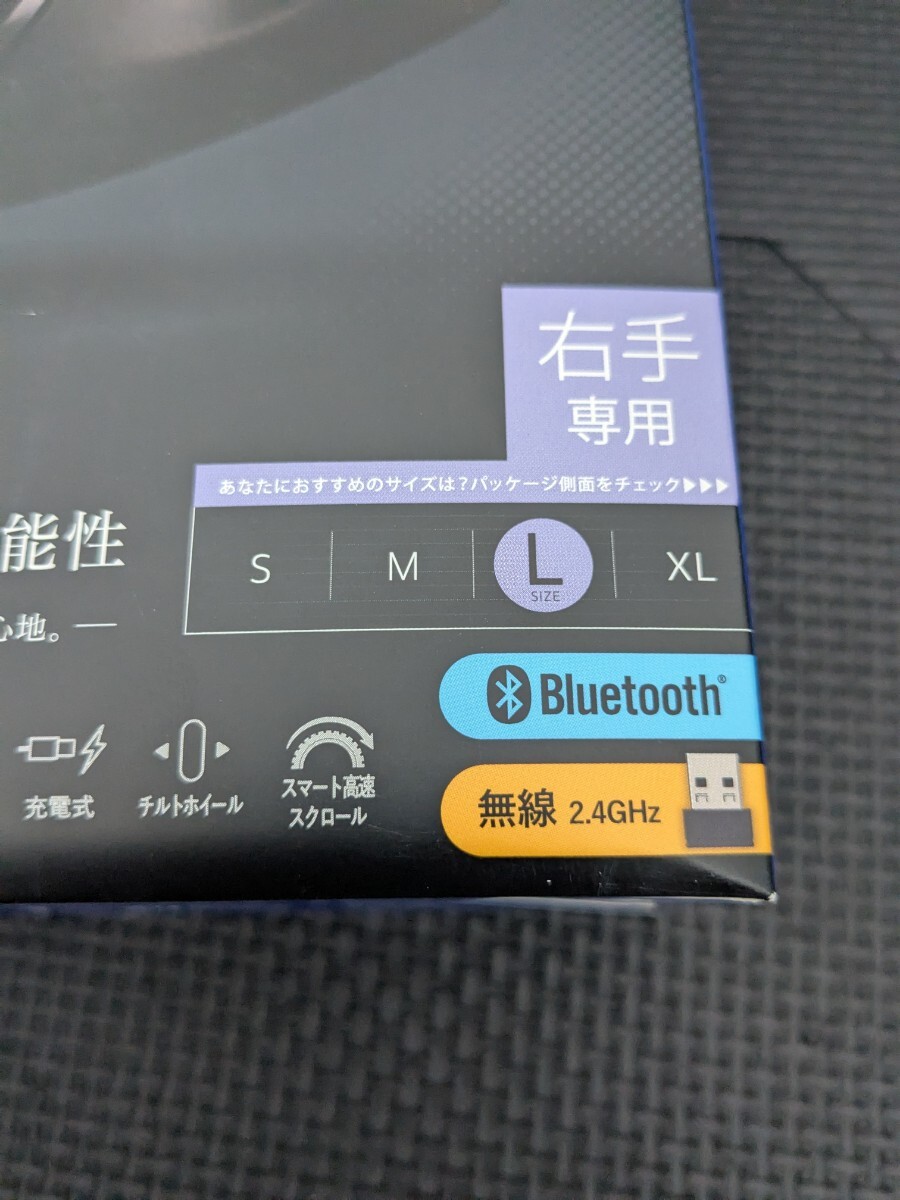 右手
専用
あなたにおすすめのサイズは?パッケージ側面をチェック▶▶▶
能性
S M L XL
SIZE
心地。—
Bluetooth®
充電式
チルトホイール
スマート高速
スクロール
無線 2.4GHz